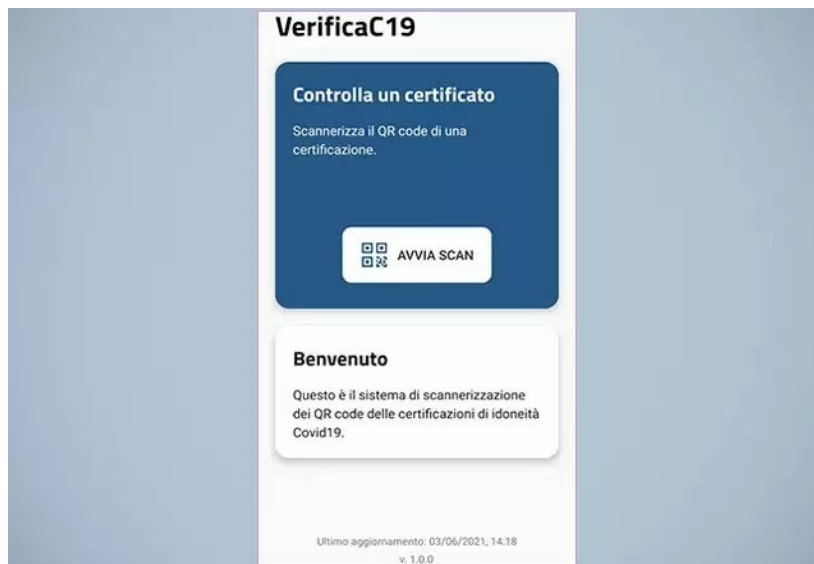 VerificaC19
Controlla un certificato
Scannerizza il QR code di una
certificazione.
AVVIA SCAN
Benvenuto
Questo è il sistema di scannerizzazione
dei QR code delle certificazioni di idoneità
Covid19.
Ultimo aggiornamento: 03/06/2021, 14:18
v. 1.0.0